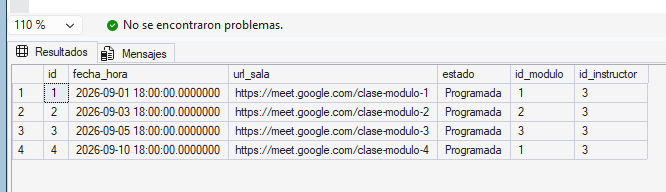 110 % No se encontraron problemas.
Resultados Mensajes
id fecha_hora url_sala estado id_modulo id_instructor
1 1 2026-09-01 18:00:00.0000000 https://meet.google.com/clase-modulo-1 Programada 1 3
2 2 2026-09-03 18:00:00.0000000 https://meet.google.com/clase-modulo-2 Programada 2 3
3 3 2026-09-05 18:00:00.0000000 https://meet.google.com/clase-modulo-3 Programada 3 3
4 4 2026-09-10 18:00:00.0000000 https://meet.google.com/clase-modulo-4 Programada 1 3